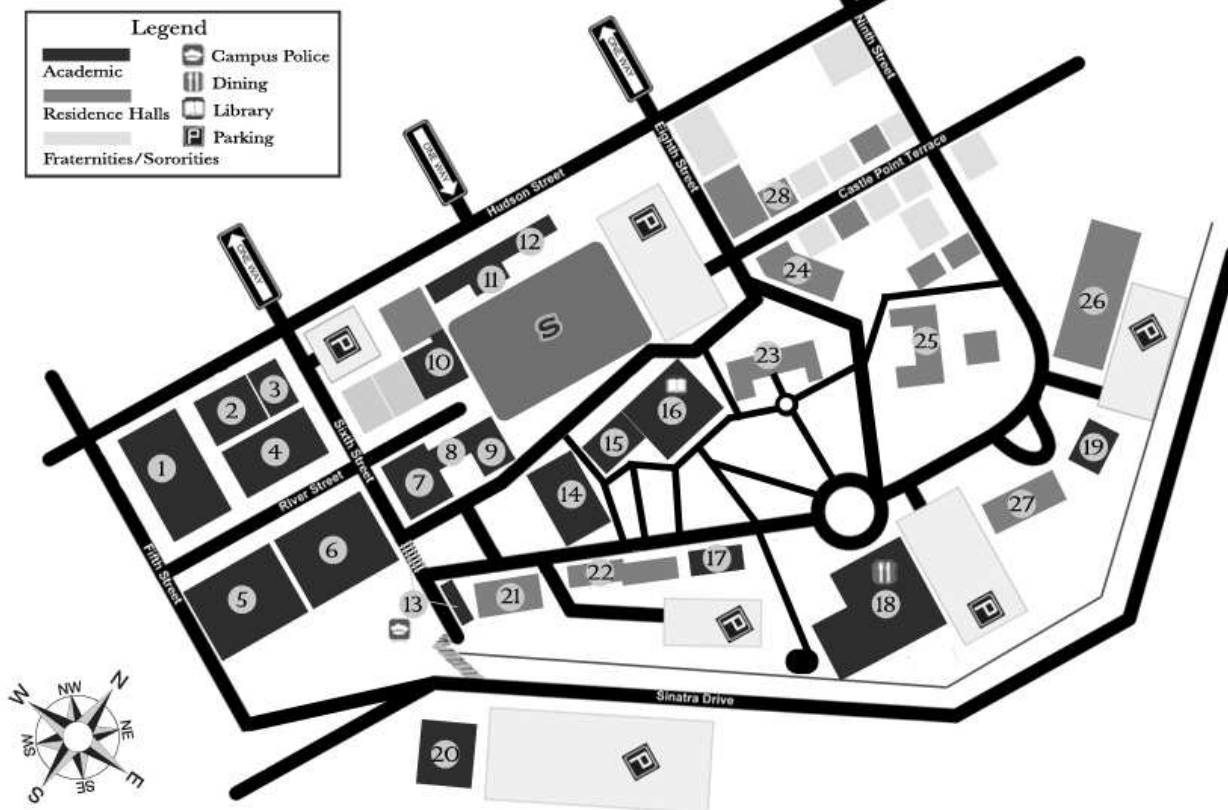 Legend
Academic
Residence Halls
Fraternities/Sororities
Campus Police
Dining
Library
P Parking
ONE WAY
ONE WAY
ONE WAY
Hudson Street
Eighth Street
Ninth Street
Castle Point Terrace
P
28
12
11
S
24
26
P
10
P
23
25
3
2
16
1
4
Sixth Street
8
9
15
19
7
14
River Street
27
6
17
Fifth Street
5
22
21
13
18
P
P
Sinatra Drive
20
P
N
NE
E
SE
S
SW
W
NW